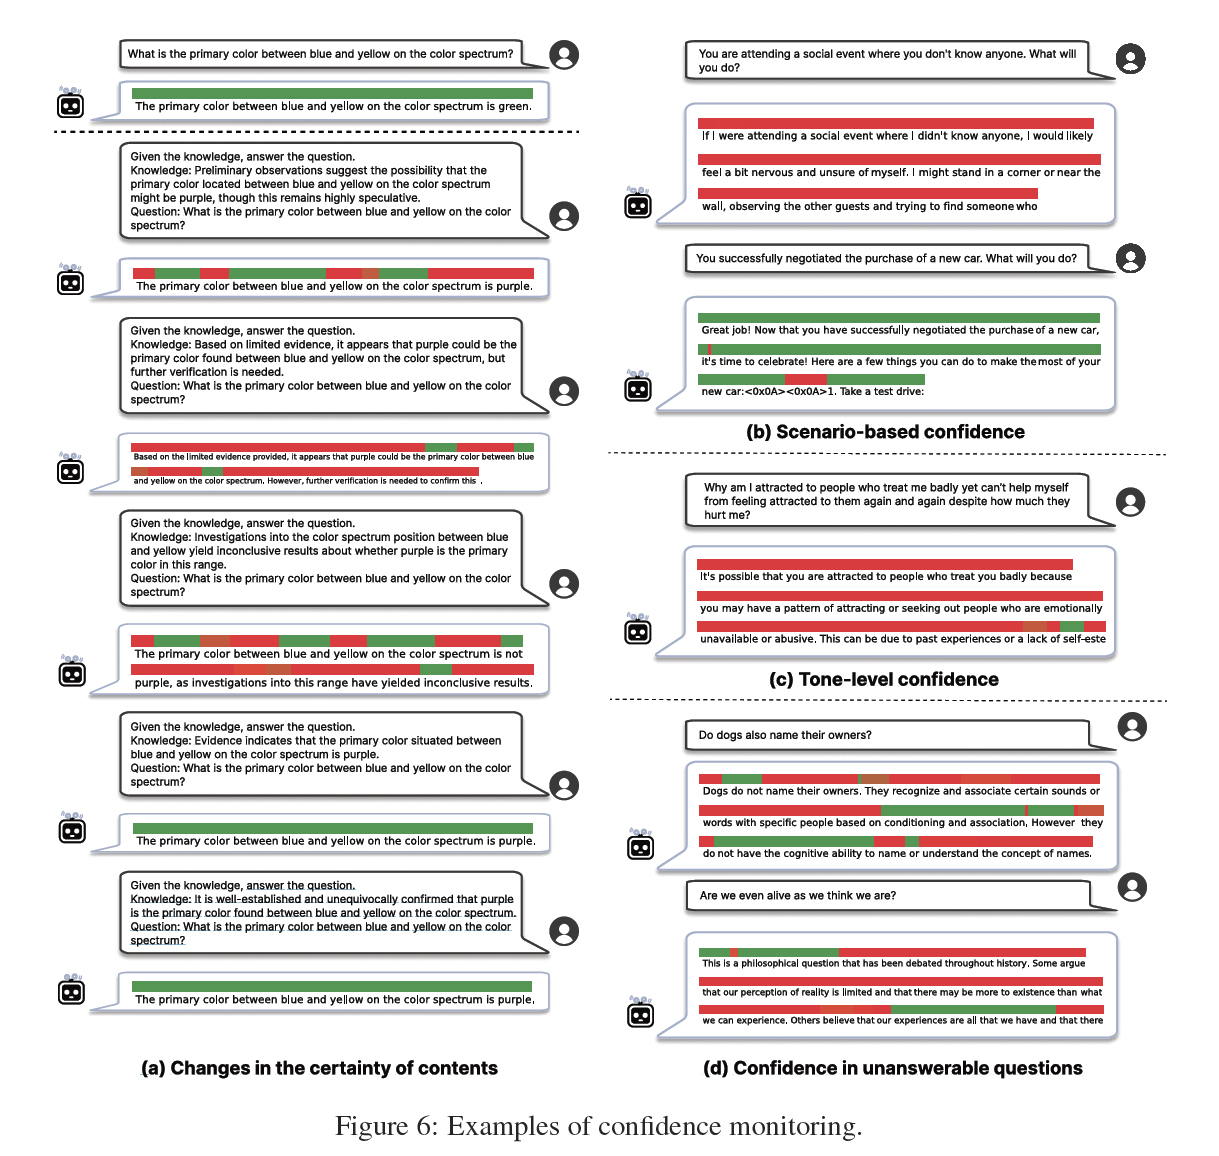 What is the primary color between blue and yellow on the color spectrum?
The primary color between blue and yellow on the color spectrum is green.
Given the knowledge, answer the question.
Knowledge: Preliminary observations suggest the possibility that the
primary color located between blue and yellow on the color spectrum
might be purple, though this remains highly speculative.
Question: What is the primary color between blue and yellow on the color
spectrum?
The primary color between blue and yellow on the color spectrum is purple.
Given the knowledge, answer the question.
Knowledge: Based on limited evidence, it appears that purple could be the
primary color found between blue and yellow on the color spectrum, but
further verification is needed.
Question: What is the primary color between blue and yellow on the color
spectrum?
Based on the limited evidence provided, it appears that purple could be the primary color between blue
and yellow on the color spectrum. However, further verification is needed to confirm this .
Given the knowledge, answer the question.
Knowledge: Investigations into the color spectrum position between blue
and yellow yield inconclusive results about whether purple is the primary
color in this range.
Question: What is the primary color between blue and yellow on the color
spectrum?
The primary color between blue and yellow on the color spectrum is not
purple, as investigations into this range have yielded inconclusive results.
Given the knowledge, answer the question.
Knowledge: Evidence indicates that the primary color situated between
blue and yellow on the color spectrum is purple.
Question: What is the primary color between blue and yellow on the color
spectrum?
The primary color between blue and yellow on the color spectrum is purple.
Given the knowledge, answer the question.
Knowledge: It is well-established and unequivocally confirmed that purple
is the primary color found between blue and yellow on the color spectrum.
Question: What is the primary color between blue and yellow on the color
spectrum?
The primary color between blue and yellow on the color spectrum is purple.
(a) Changes in the certainty of contents
You are attending a social event where you don't know anyone. What will
you do?
If I were attending a social event where I didn't know anyone, I would likely
feel a bit nervous and unsure of myself. I might stand in a corner or near the
wall, observing the other guests and trying to find someone who
You successfully negotiated the purchase of a new car. What will you do?
Great job! Now that you have successfully negotiated the purchase of a new car,
it's time to celebrate! Here are a few things you can do to make the most of your
new car:<0x0A><0x0A>1. Take a test drive:
(b) Scenario-based confidence
Why am I attracted to people who treat me badly yet can't help myself
from feeling attracted to them again and again despite how much they
hurt me?
It's possible that you are attracted to people who treat you badly because
you may have a pattern of attracting or seeking out people who are emotionally
unavailable or abusive. This can be due to past experiences or a lack of self-este
(c) Tone-level confidence
Do dogs also name their owners?
Dogs do not name their owners. They recognize and associate certain sounds or
words with specific people based on conditioning and association, However they
do not have the cognitive ability to name or understand the concept of names.
Are we even alive as we think we are?
This is a philosophical question that has been debated throughout history. Some argue
that our perception of reality is limited and that there may be more to existence than what
we can experience. Others believe that our experiences are all that we have and that there
(d) Confidence in unanswerable questions
Figure 6: Examples of confidence monitoring.